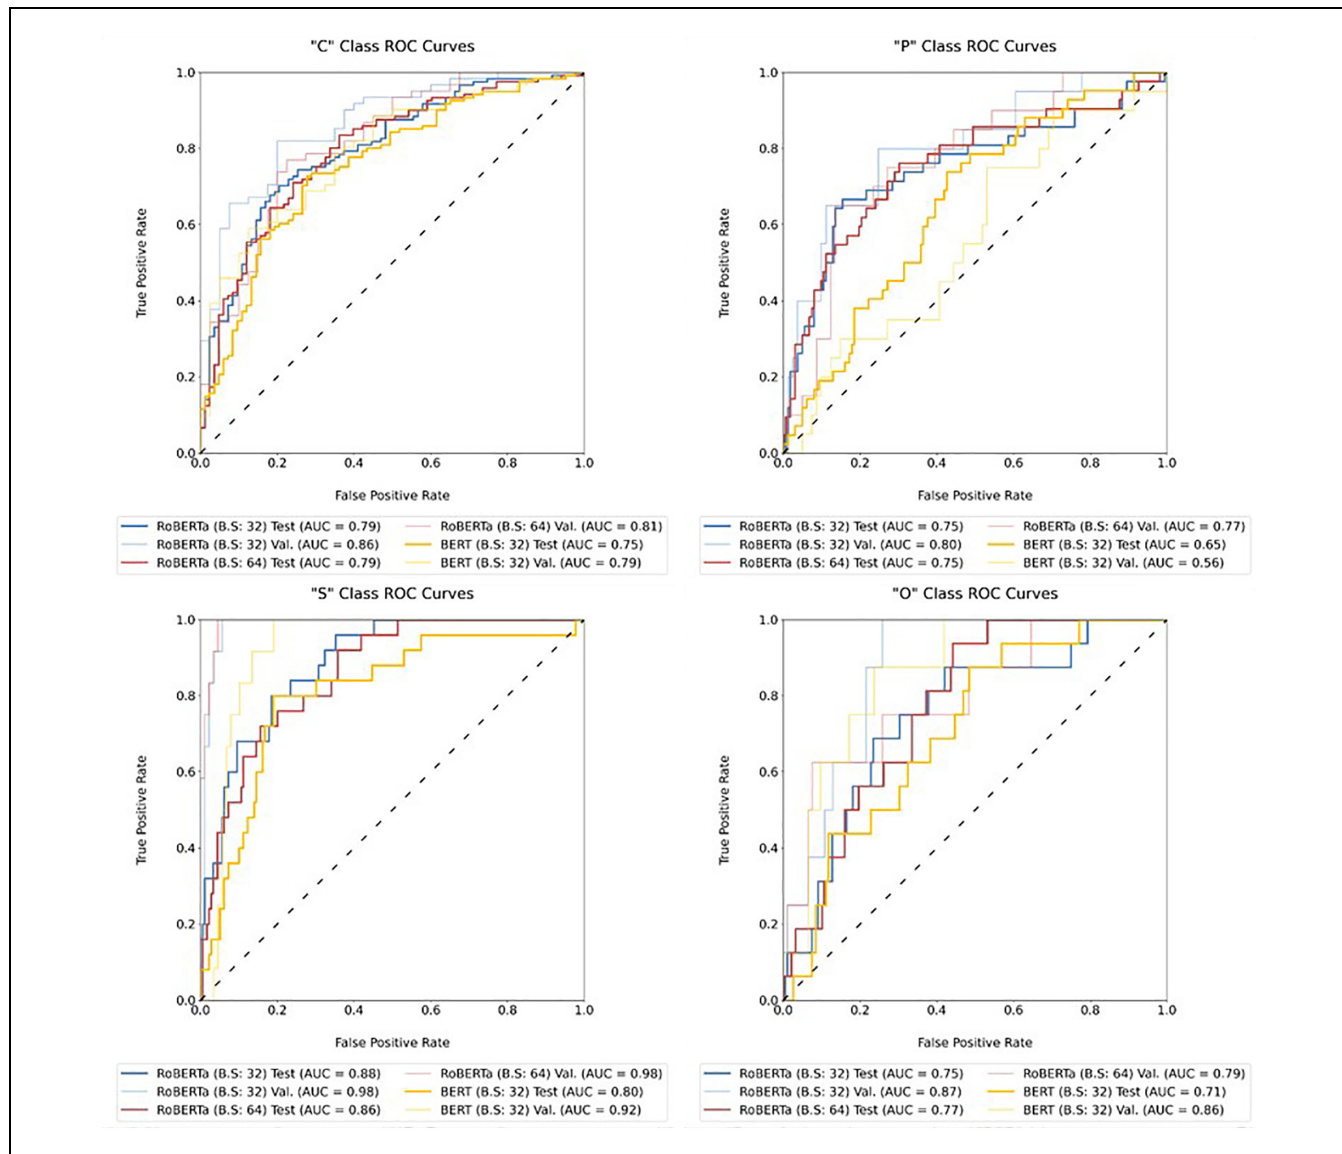 "C" Class ROC Curves
1.0
0.8
0.6
0.4
0.2
0.0
True Positive Rate
0.0 0.2 0.4 0.6 0.8 1.0
False Positive Rate
RoBERTa (B.S: 32) Test (AUC = 0.79)
RoBERTa (B.S: 32) Val. (AUC = 0.86)
RoBERTa (B.S: 64) Test (AUC = 0.79)
RoBERTa (B.S: 64) Val. (AUC = 0.81)
BERT (B.S: 32) Test (AUC = 0.75)
BERT (B.S: 32) Val. (AUC = 0.79)
"P" Class ROC Curves
1.0
0.8
0.6
0.4
0.2
0.0
True Positive Rate
0.0 0.2 0.4 0.6 0.8 1.0
False Positive Rate
RoBERTa (B.S: 32) Test (AUC = 0.75)
RoBERTa (B.S: 32) Val. (AUC = 0.80)
RoBERTa (B.S: 64) Test (AUC = 0.75)
RoBERTa (B.S: 64) Val. (AUC = 0.77)
BERT (B.S: 32) Test (AUC = 0.65)
BERT (B.S: 32) Val. (AUC = 0.56)
"S" Class ROC Curves
1.0
0.8
0.6
0.4
0.2
0.0
True Positive Rate
0.0 0.2 0.4 0.6 0.8 1.0
False Positive Rate
RoBERTa (B.S: 32) Test (AUC = 0.88)
RoBERTa (B.S: 32) Val. (AUC = 0.98)
RoBERTa (B.S: 64) Test (AUC = 0.86)
RoBERTa (B.S: 64) Val. (AUC = 0.98)
BERT (B.S: 32) Test (AUC = 0.80)
BERT (B.S: 32) Val. (AUC = 0.92)
"O" Class ROC Curves
1.0
0.8
0.6
0.4
0.2
0.0
True Positive Rate
0.0 0.2 0.4 0.6 0.8 1.0
False Positive Rate
RoBERTa (B.S: 32) Test (AUC = 0.75)
RoBERTa (B.S: 32) Val. (AUC = 0.87)
RoBERTa (B.S: 64) Test (AUC = 0.77)
RoBERTa (B.S: 64) Val. (AUC = 0.79)
BERT (B.S: 32) Test (AUC = 0.71)
BERT (B.S: 32) Val. (AUC = 0.86)